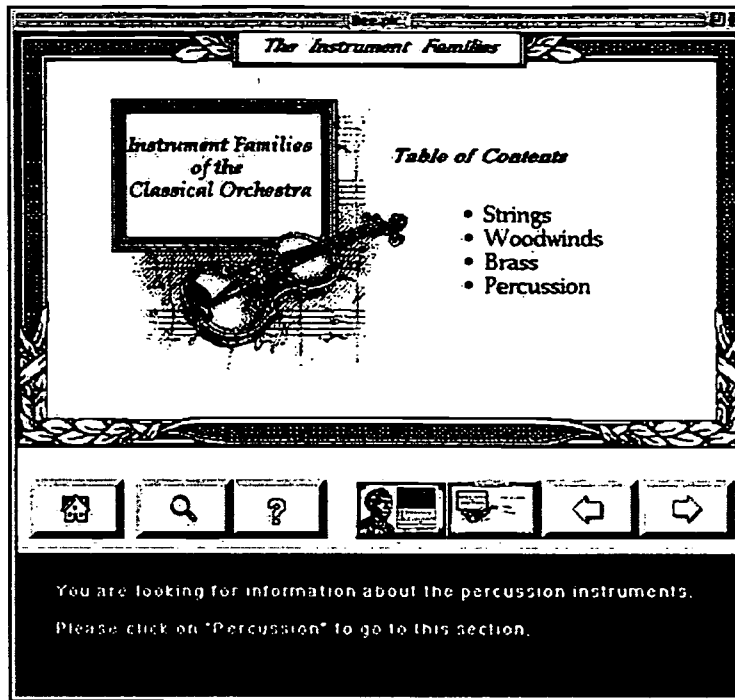 The Instrument Families
Instrument Families
of the
Classical Orchestra
Table of Contents
• Strings
• Woodwinds
• Brass
• Percussion
?
You are looking for information about the percussion instruments.
Please click on "Percussion" to go to this section.